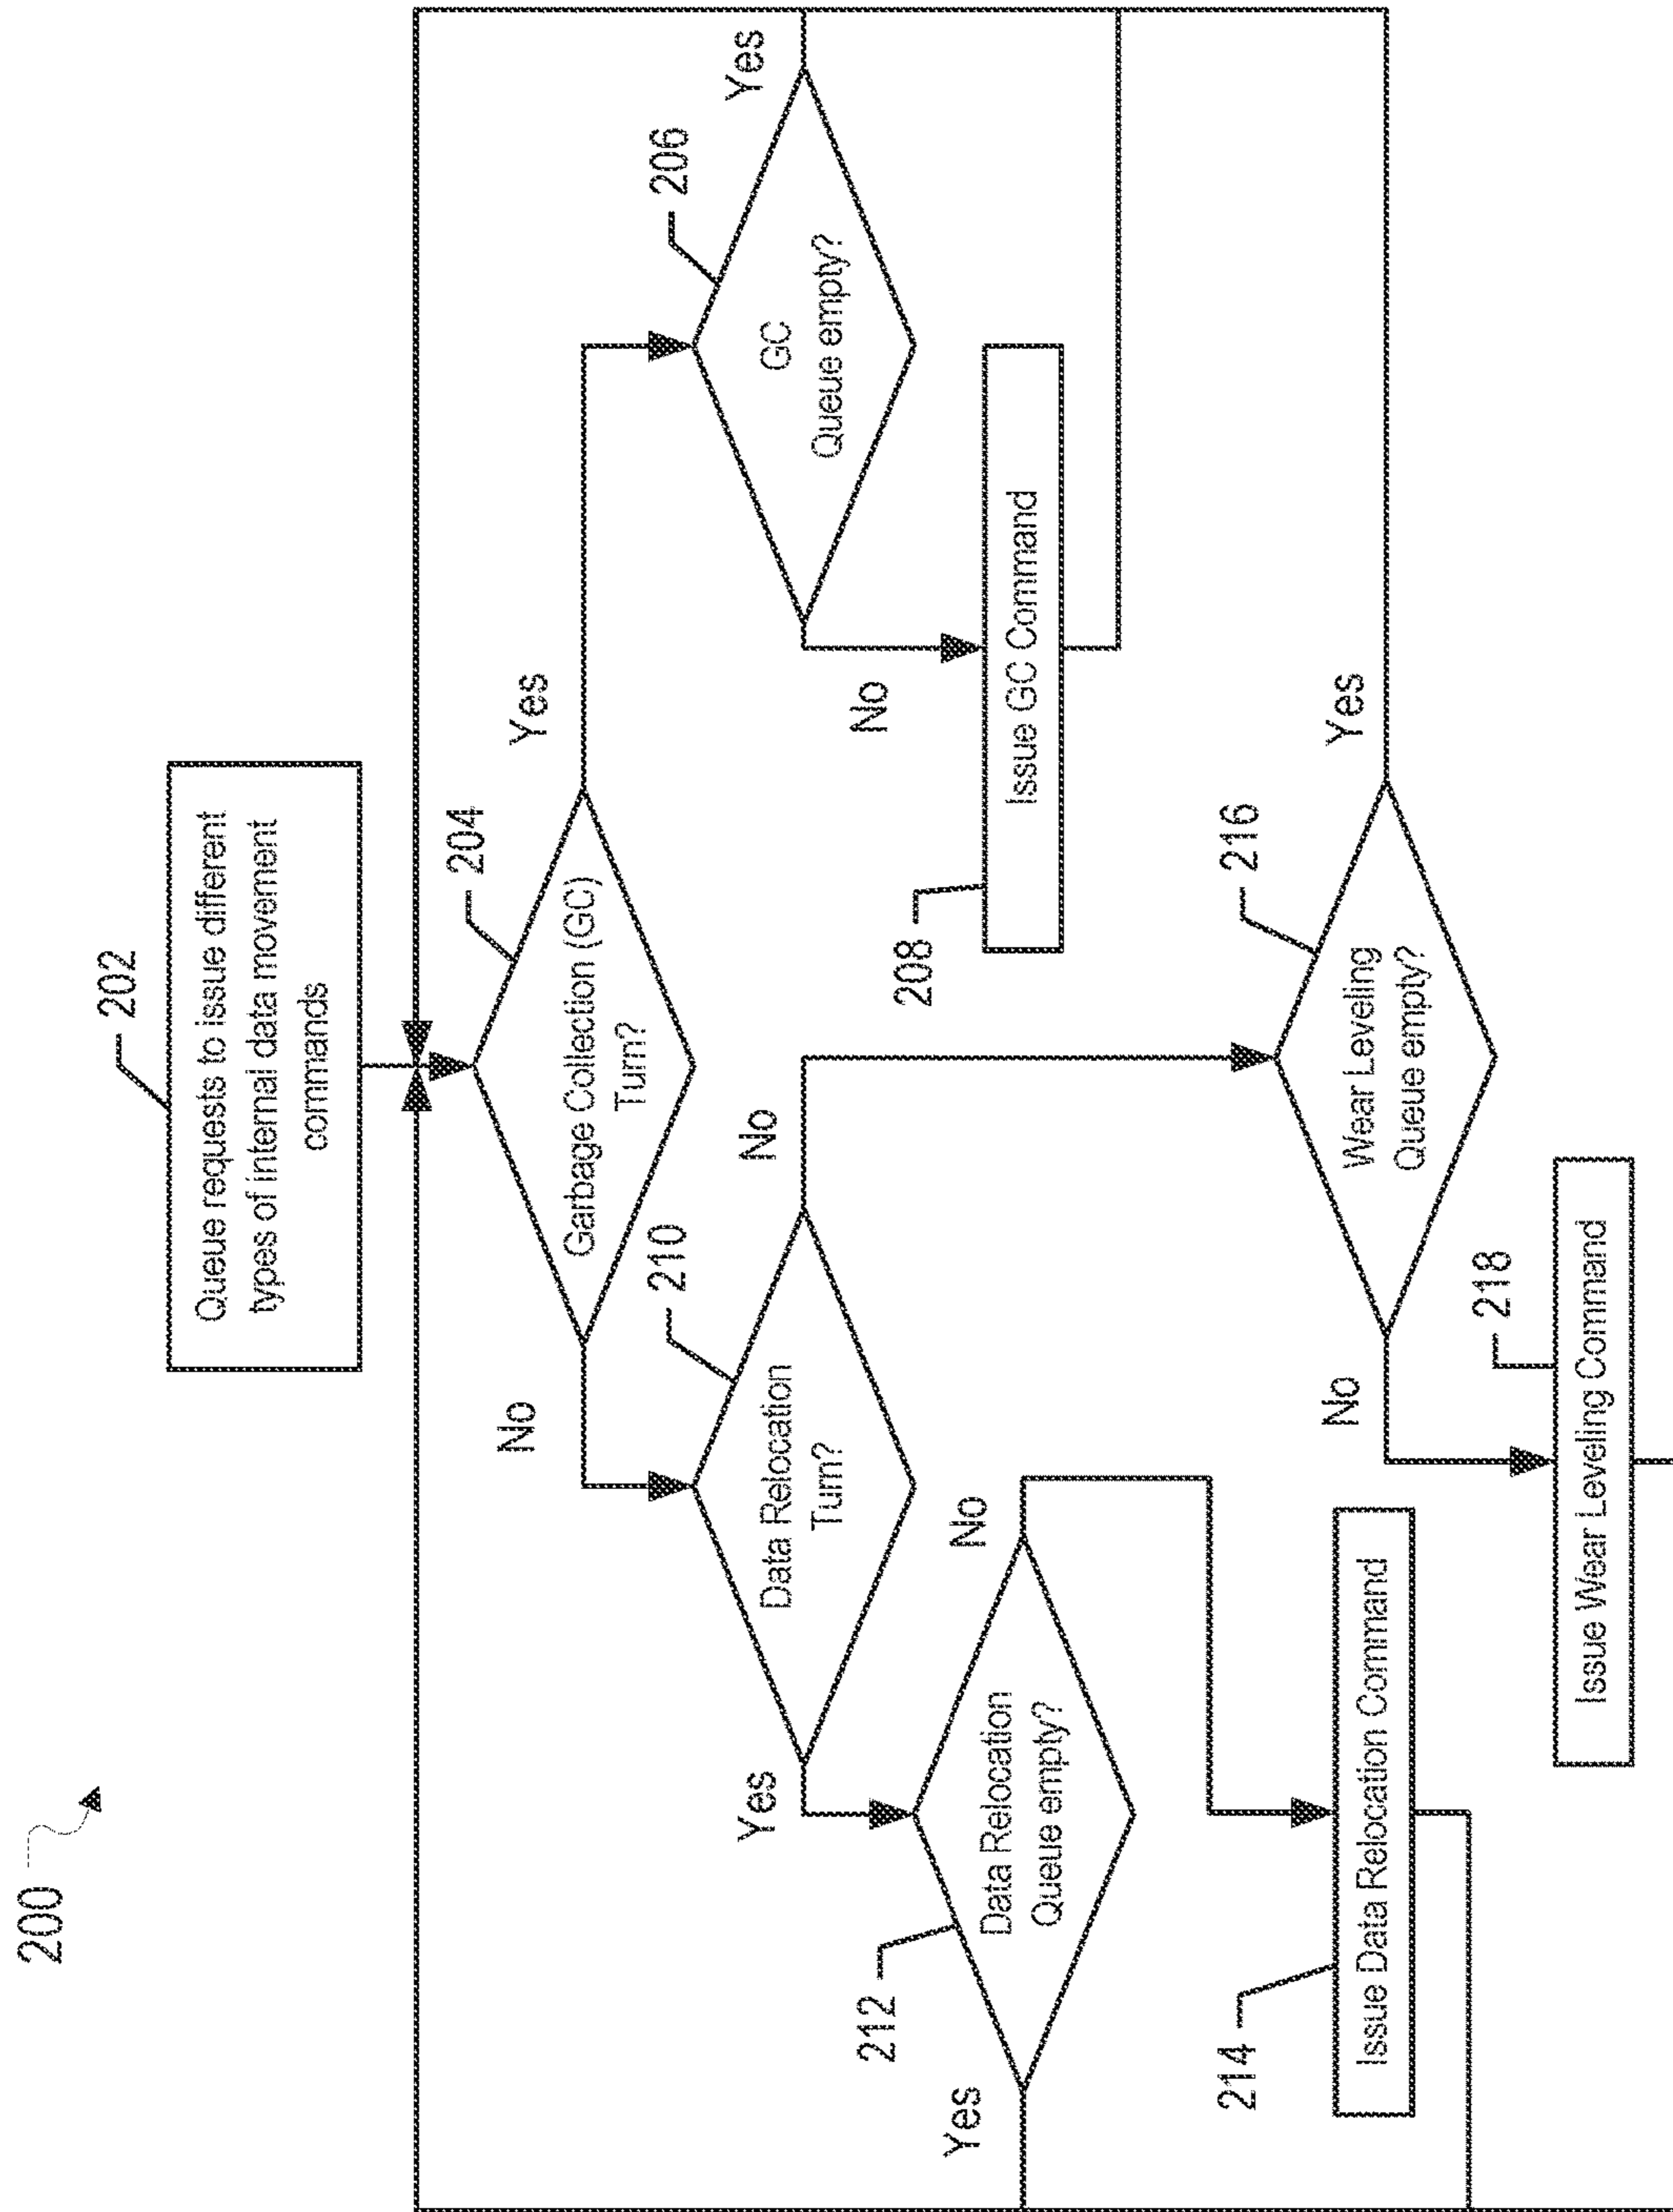 200
202
Queue requests to issue different
types of internal data movement
commands
204
Garbage Collection (GC)
Turn?
No
Yes
210
Data Relocation
Turn?
206
GC
Queue empty?
Yes
No
Yes
No
212
Data Relocation
Queue empty?
Yes
No
208
Issue GC Command
214
Issue Data Relocation Command
216
Wear Leveling
Queue empty?
Yes
No
218
Issue Wear Leveling Command